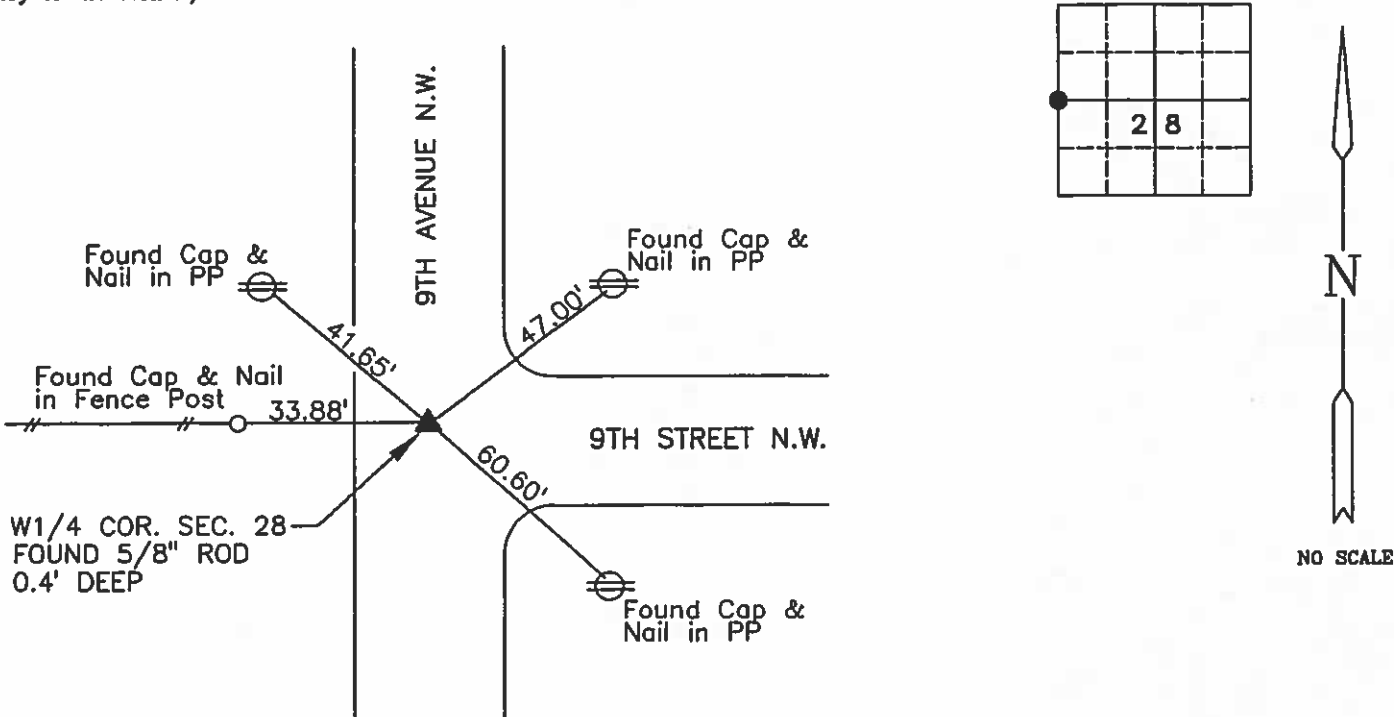 9TH AVENUE N.W.
2 8
Found Cap &
Nail in PP
Found Cap &
Nail in PP
N
47.00'
41.65'
Found Cap & Nail
in Fence Post
33.88'
9TH STREET N.W.
60.60'
W1/4 COR. SEC. 28
FOUND 5/8" ROD
0.4' DEEP
NO SCALE
Found Cap &
Nail in PP